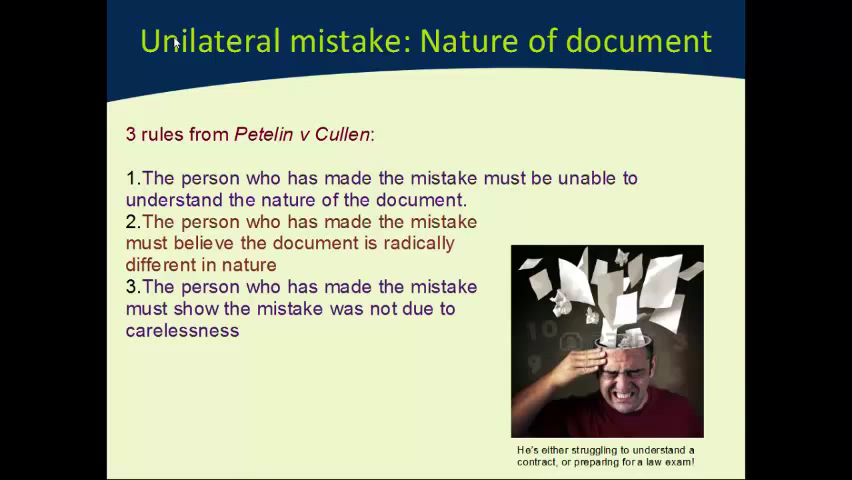 Unilateral mistake: Nature of document
3 rules from Petelin v Cullen:
1.The person who has made the mistake must be unable to
understand the nature of the document.
2.The person who has made the mistake
must believe the document is radically
different in nature
3.The person who has made the mistake
must show the mistake was not due to
carelessness
10
9
He's either struggling to understand a
contract, or preparing for a law exam!